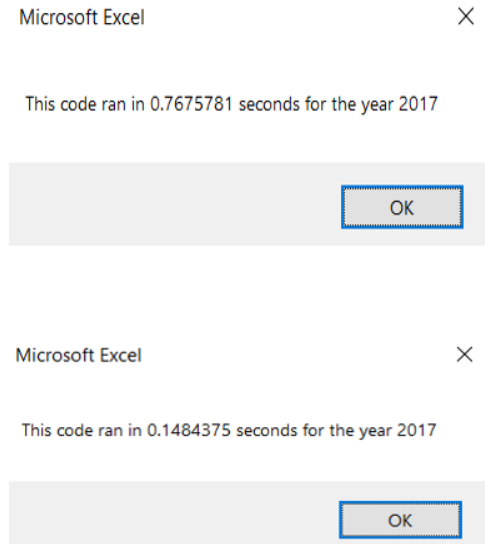 Microsoft Excel
This code ran in 0.7675781 seconds for the year 2017
OK
Microsoft Excel
This code ran in 0.1484375 seconds for the year 2017
OK